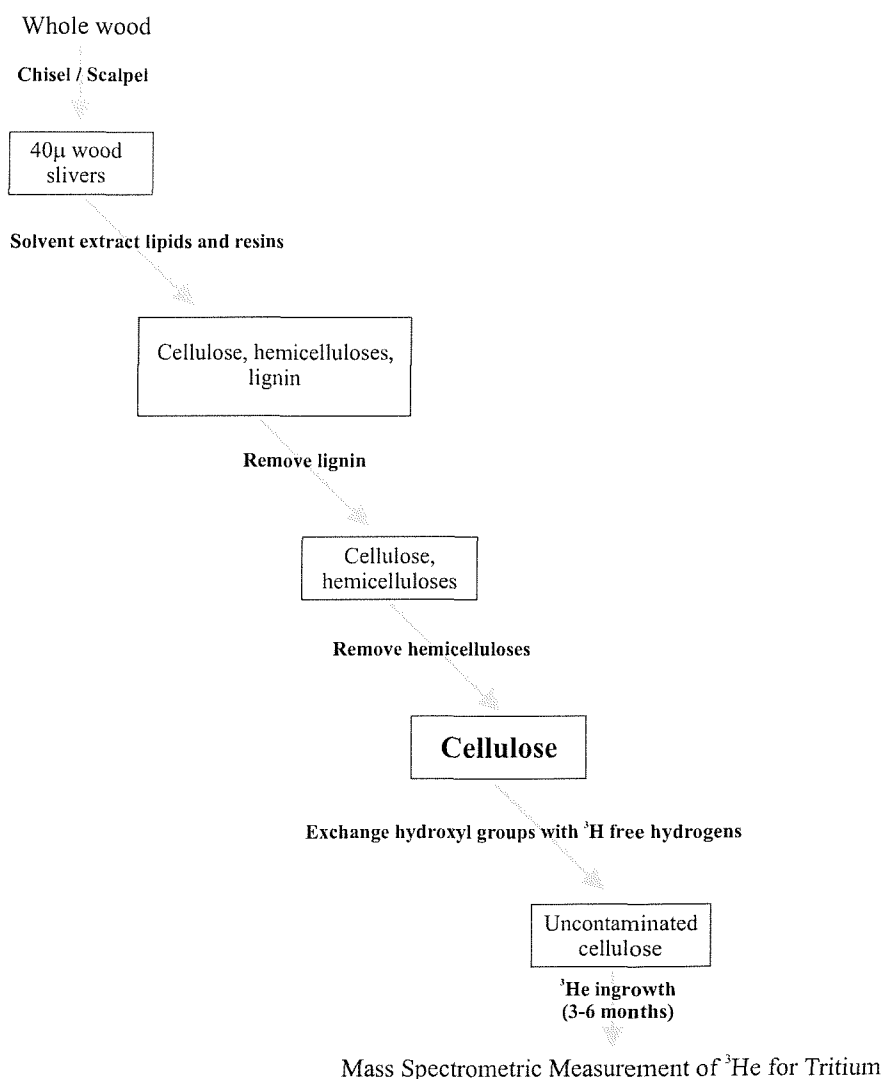 Whole wood
Chisel / Scalpel
40μ wood
slivers
Solvent extract lipids and resins
Cellulose, hemicelluloses,
lignin
Remove lignin
Cellulose,
hemicelluloses
Remove hemicelluloses
Cellulose
Exchange hydroxyl groups with ³H free hydrogens
Uncontaminated
cellulose
³He ingrowth
(3-6 months)
Mass Spectrometric Measurement of ³He for Tritium